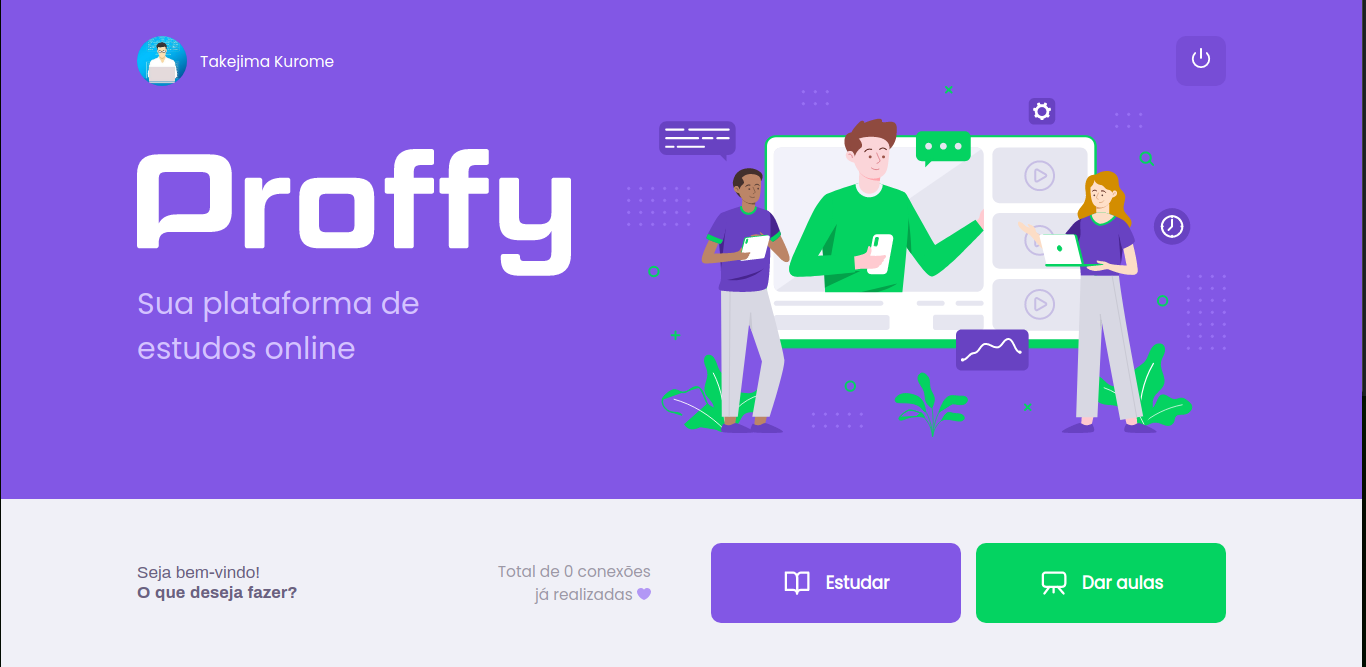 Takejima Kurome
Proffy
Sua plataforma de
estudos online
Seja bem-vindo!
O que deseja fazer?
Total de 0 conexões
já realizadas 💜
Estudar
Dar aulas